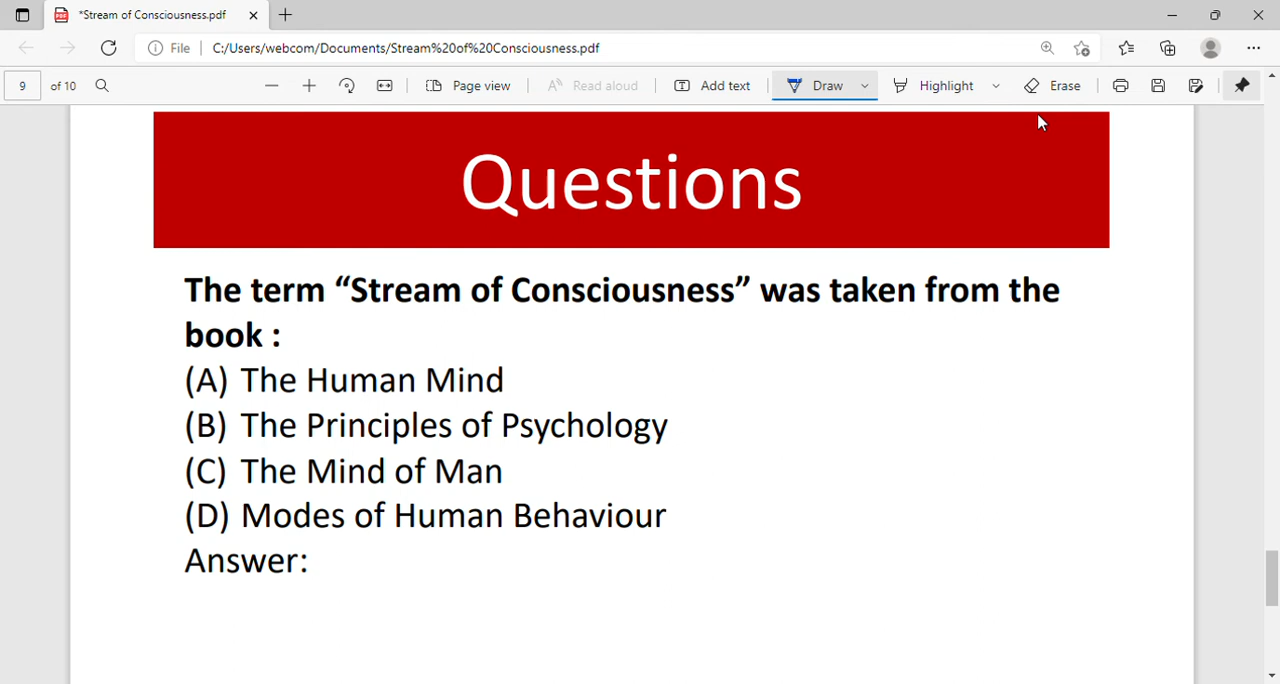 *Stream of Consciousness.pdf
File C:/Users/webcom/Documents/Stream%20of%20Consciousness.pdf
9 of 10 Page view Read aloud Add text Draw Highlight Erase
Questions
The term “Stream of Consciousness” was taken from the
book :
(A) The Human Mind
(B) The Principles of Psychology
(C) The Mind of Man
(D) Modes of Human Behaviour
Answer: